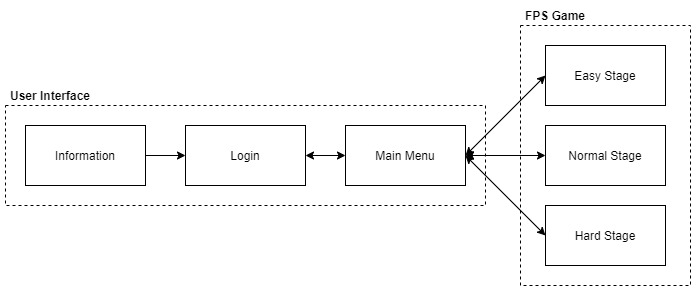 FPS Game
Easy Stage
User Interface
Information
Login
Main Menu
Normal Stage
Hard Stage